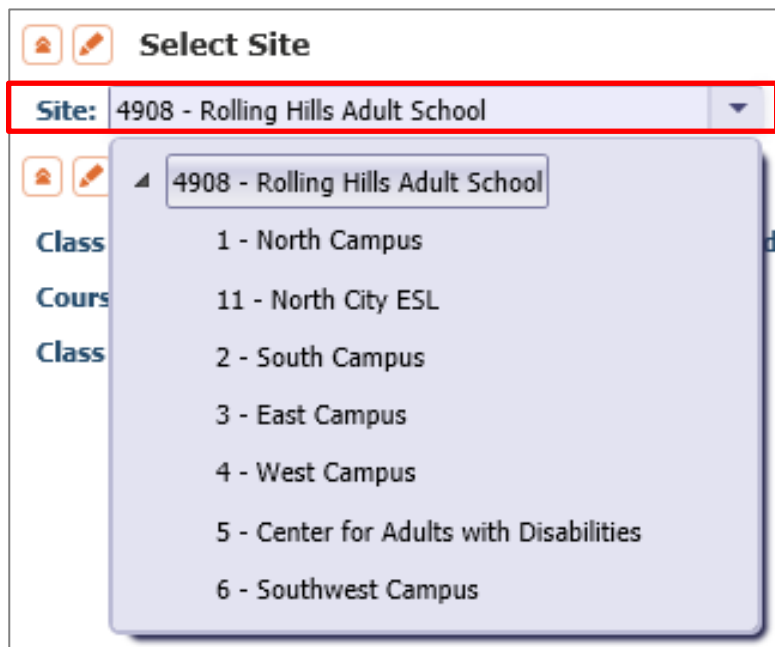 Select Site
Site: 4908 - Rolling Hills Adult School
4908 - Rolling Hills Adult School
1 - North Campus
Class
11 - North City ESL
Cours
2 - South Campus
Class
3 - East Campus
4 - West Campus
5 - Center for Adults with Disabilities
6 - Southwest Campus